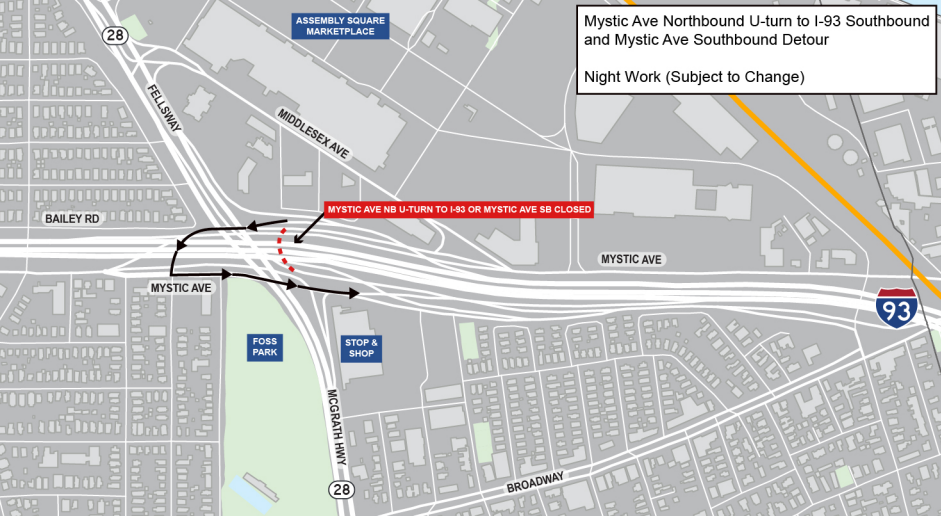 Mystic Ave Northbound U-turn to I-93 Southbound
and Mystic Ave Southbound Detour
Night Work (Subject to Change)
ASSEMBLY SQUARE
MARKETPLACE
28
FELLSWAY
MIDDLESEX AVE
MYSTIC AVE NB U-TURN TO I-93 OR MYSTIC AVE SB CLOSED
BAILEY RD
MYSTIC AVE
MYSTIC AVE
93
FOSS
PARK
STOP &
SHOP
MCGRATH HWY
BROADWAY
28